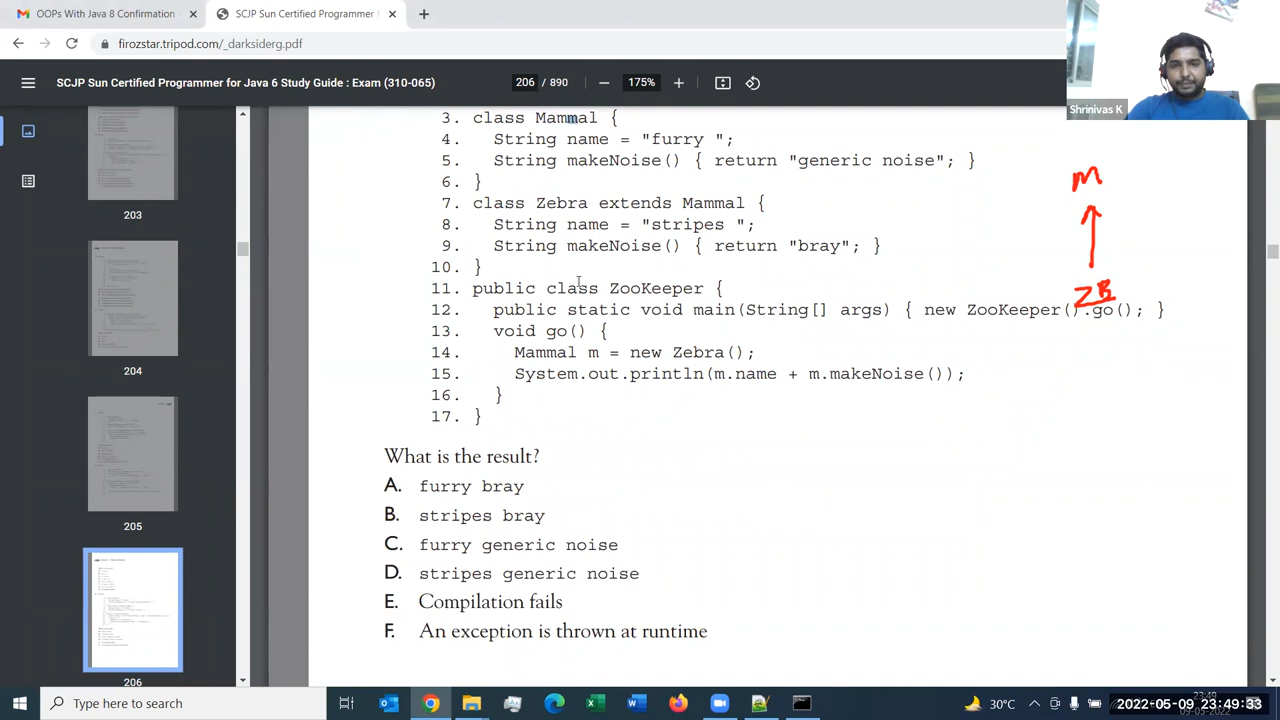 OOPs With Java 8 Confirmation
SCJP Sun Certified Programmer f
firozstar.tripod.com/_darksiderg.pdf
SCJP Sun Certified Programmer for Java 6 Study Guide : Exam (310-065)
206 / 890
175%
Shrinivas K
203
204
205
206
3. class Mammal {
4. String name = "furry ";
5. String makeNoise() { return "generic noise"; }
6. }
7. class Zebra extends Mammal {
8. String name = "stripes ";
9. String makeNoise() { return "bray"; }
10. }
11. public class ZooKeeper {
12. public static void main(String[] args) { new ZooKeeper().go(); }
13. void go() {
14. Mammal m = new Zebra();
15. System.out.println(m.name + m.makeNoise());
16. }
17. }
M
ZB
What is the result?
A. furry bray
B. stripes bray
C. furry generic noise
D. stripes generic noise
E. Compilation fails
F. An exception is thrown at runtime
Type here to search
30°C
23:49
2022-05-09 23:49:33